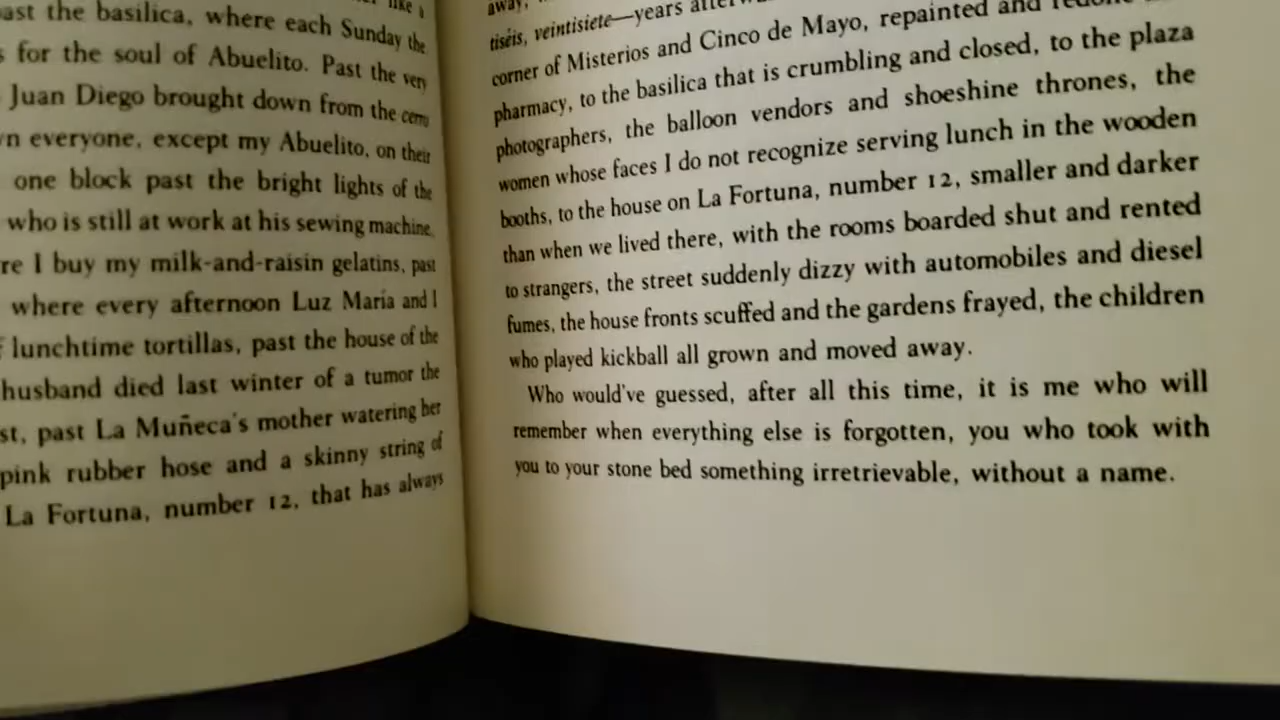 like a
ast the basilica, where each Sunday the
s for the soul of Abuelito. Past the very
Juan Diego brought down from the cerro
wn everyone, except my Abuelito, on their
one block past the bright lights of the
who is still at work at his sewing machine,
re I buy my milk-and-raisin gelatins, past
where every afternoon Luz María and I
f lunchtime tortillas, past the house of the
husband died last winter of a tumor the
st, past La Muñeca's mother watering her
pink rubber hose and a skinny string of
La Fortuna, number 12, that has always
away,
tiséis, veintisiete—years
corner of Misterios and Cinco de Mayo, repainted and
pharmacy, to the basilica that is crumbling and closed, to the plaza
photographers, the balloon vendors and shoeshine thrones, the
women whose faces I do not recognize serving lunch in the wooden
booths, to the house on La Fortuna, number 12, smaller and darker
than when we lived there, with the rooms boarded shut and rented
to strangers, the street suddenly dizzy with automobiles and diesel
fumes, the house fronts scuffed and the gardens frayed, the children
who played kickball all grown and moved away.
Who would've guessed, after all this time, it is me who will
remember when everything else is forgotten, you who took with
you to your stone bed something irretrievable, without a name.